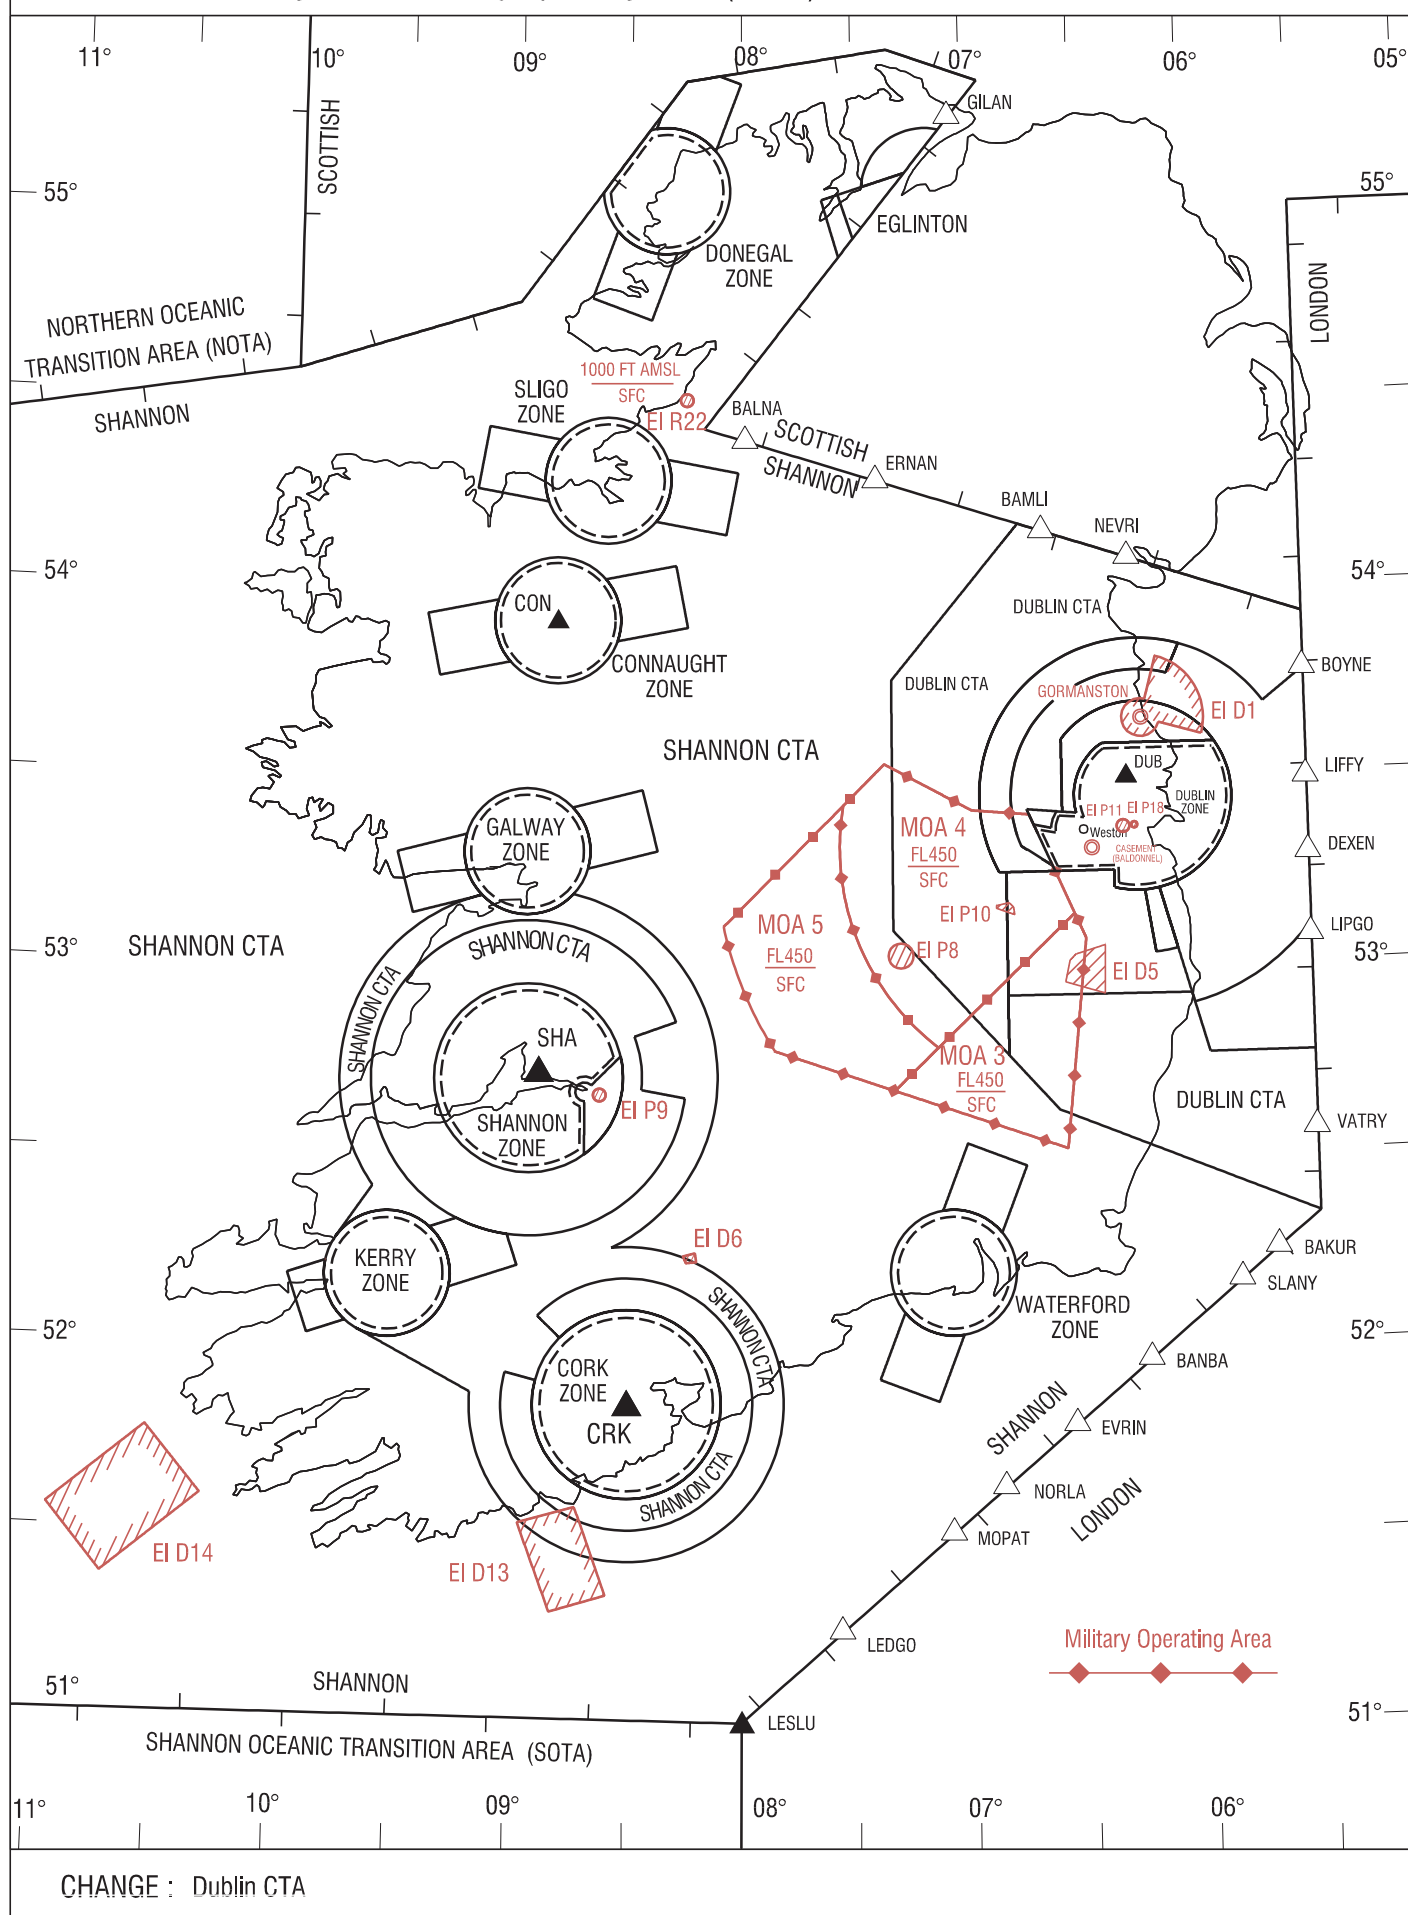 11°
10°
09°
08°
07°
06°
05°
SCOTTISH
GILAN
55°
55°
EGLINTON
DONEGAL
ZONE
LONDON
NORTHERN OCEANIC
TRANSITION AREA (NOTA)
SHANNON
1000 FT AMSL
SFC
EI R22
SLIGO
ZONE
BALNA
SCOTTISH
SHANNON
ERNAN
BAMLI
NEVRI
54°
54°
CON
CONNAUGHT
ZONE
DUBLIN CTA
DUBLIN CTA
BOYNE
GORMANSTON
EI D1
SHANNON CTA
DUB
LIFFY
DUBLIN
ZONE
EI P11
EI P18
Weston
CASEMENT
(BALDONNEL)
DEXEN
GALWAY
ZONE
MOA 4
FL450
SFC
EI P10
MOA 5
FL450
SFC
EI P8
LIPGO
53°
53°
SHANNON CTA
SHANNON CTA
SHANNON CTA
EI D5
SHA
SHANNON
ZONE
EI P9
MOA 3
FL450
SFC
DUBLIN CTA
VATRY
EI D6
KERRY
ZONE
BAKUR
SLANY
WATERFORD
ZONE
52°
52°
SHANNON CTA
BANBA
CORK
ZONE
CRK
SHANNON
EVRIN
SHANNON CTA
NORLA
LONDON
MOPAT
EI D14
EI D13
LEDGO
Military Operating Area
51°
SHANNON
51°
LESLU
SHANNON OCEANIC TRANSITION AREA (SOTA)
11°
10°
09°
08°
07°
06°
CHANGE : Dublin CTA